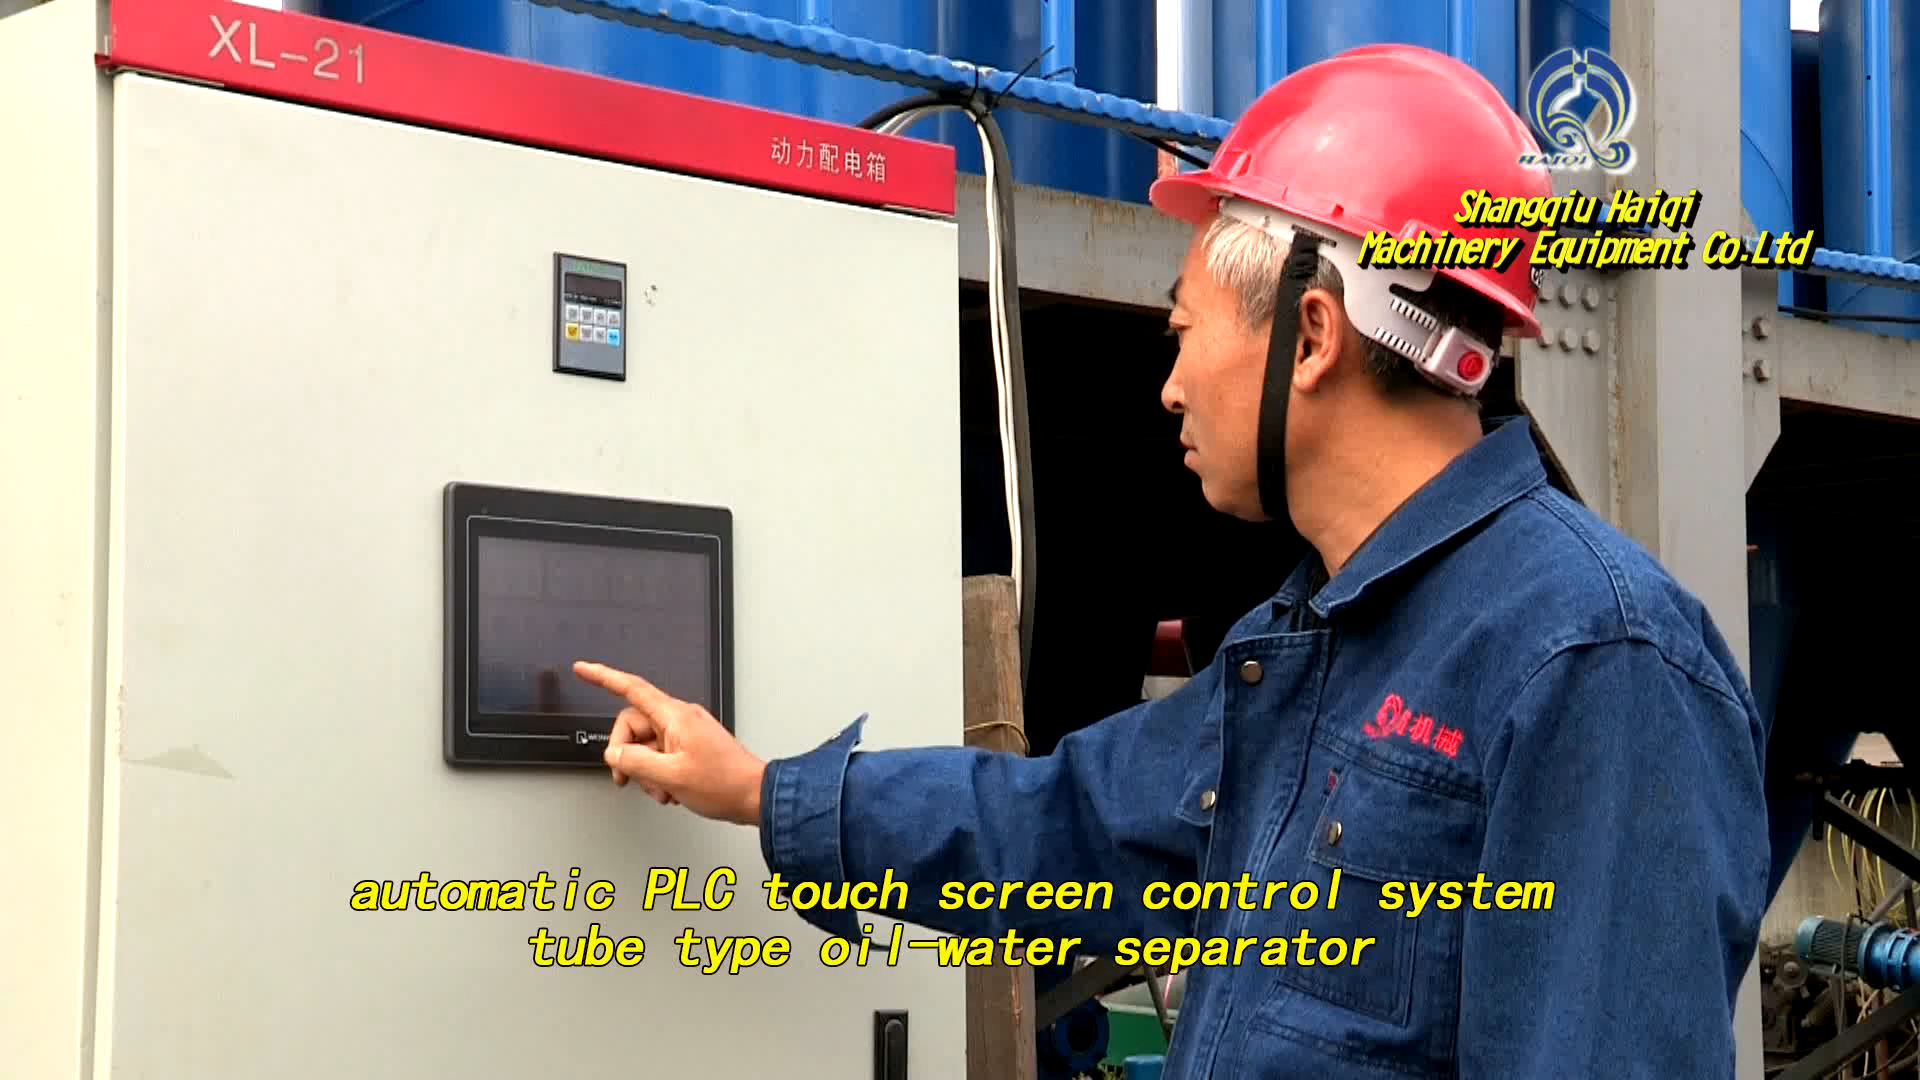 XL-21
动力配电箱
HAIQI
Shangqiu Haiqi
Machinery Equipment Co.Ltd
机械
automatic PLC touch screen control system
tube type oil-water separator